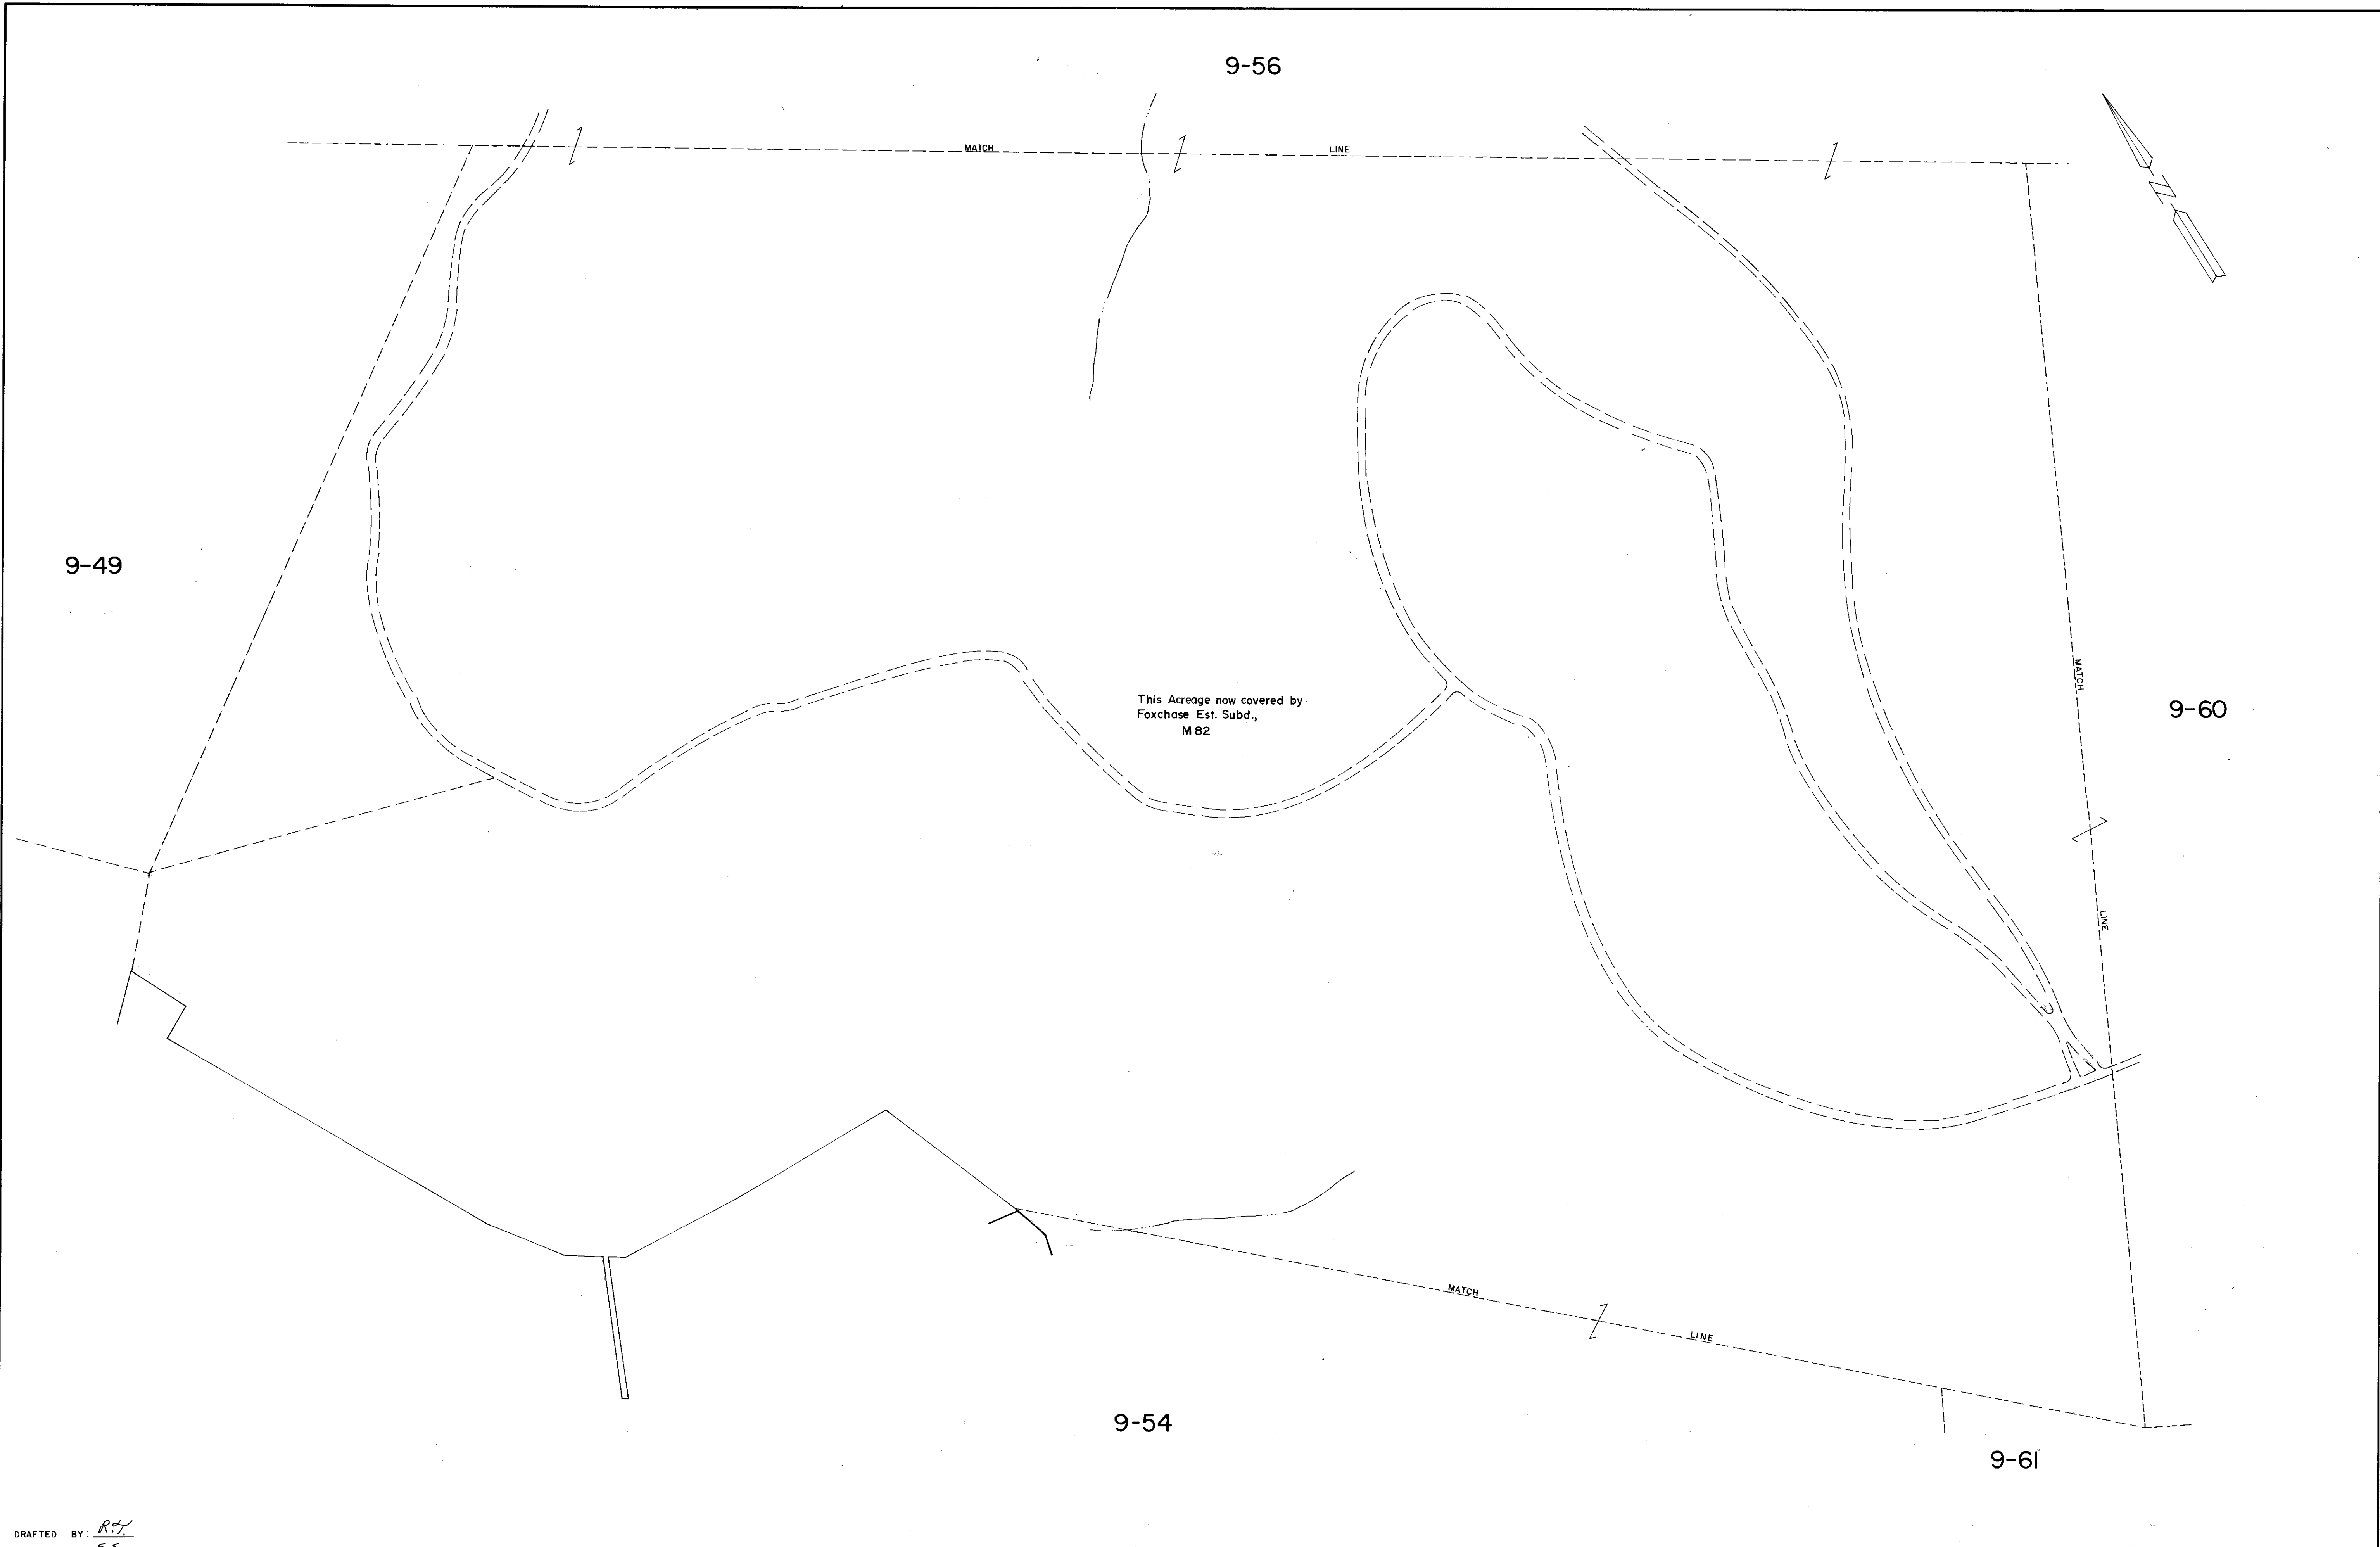 9-56
MATCH LINE
9-49
MATCH
This Acreage now covered by
Foxchase Est. Subd.,
M 82
9-60
LINE
MATCH
LINE
9-54
9-61
DRAFTED BY: